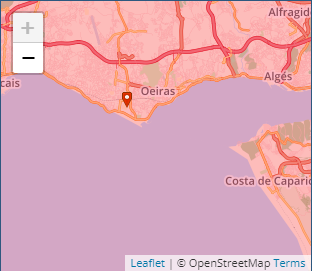 Alfragid
+
−
Algés
cais
Oeiras
Costa de Caparic
Leaflet | © OpenStreetMap Terms